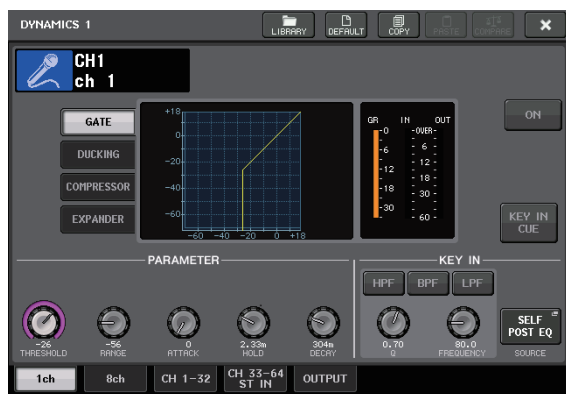 DYNAMICS 1
LIBRARY
DEFAULT
COPY
PASTE
COMPARE
CH1
ch 1
GATE
DUCKING
COMPRESSOR
EXPANDER
+18
0
-20
-40
-60
-60 -40 -20 0 +18
GR IN OUT
0 -OVER-
6 6
12 12
18 18
30 30
60
ON
KEY IN
CUE
PARAMETER
KEY IN
HPF
BPF
LPF
-26
THRESHOLD
-56
RANGE
0
ATTACK
2.33m
HOLD
304m
DECAY
0.70
Q
80.0
FREQUENCY
SELF
POST EQ
SOURCE
1ch
8ch
CH 1-32
CH 33-64
ST IN
OUTPUT